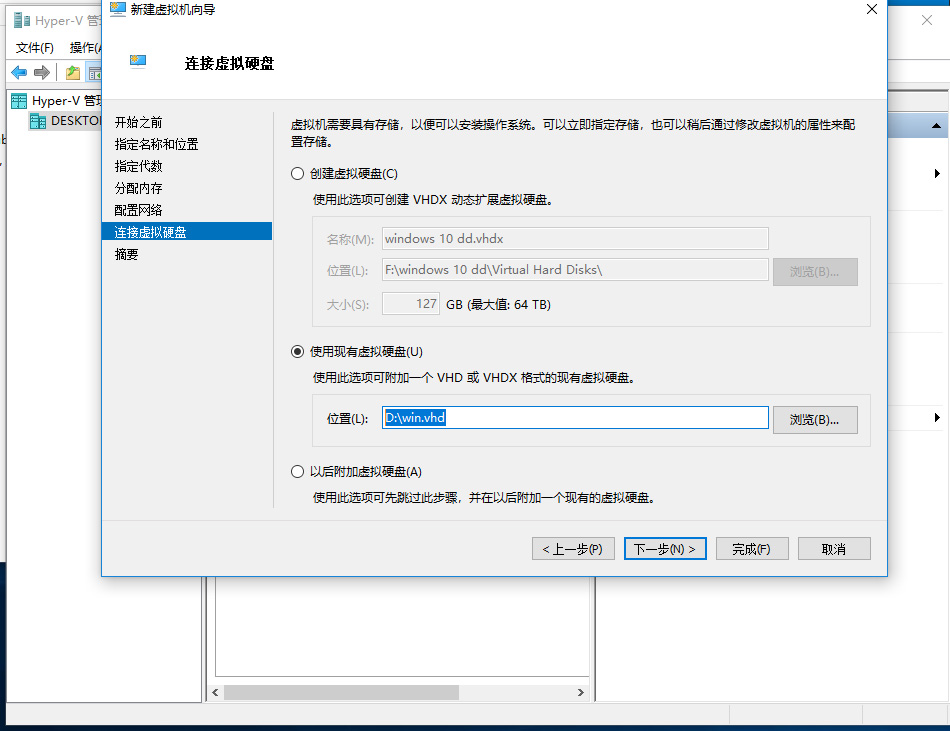 新建虚拟机向导
Hyper-V 管
文件(F) 操作(A
连接虚拟硬盘
Hyper-V 管理
DESKTO
开始之前
指定名称和位置
指定代数
分配内存
配置网络
连接虚拟硬盘
摘要
虚拟机需要具有存储，以便可以安装操作系统。可以立即指定存储，也可以稍后通过修改虚拟机的属性来配
置存储。
创建虚拟硬盘(C)
使用此选项可创建 VHDX 动态扩展虚拟硬盘。
名称(M): windows 10 dd.vhdx
位置(L): F:\windows 10 dd\Virtual Hard Disks\ 浏览(B)...
大小(S): 127 GB (最大值: 64 TB)
使用现有虚拟硬盘(U)
使用此选项可附加一个 VHD 或 VHDX 格式的现有虚拟硬盘。
位置(L): D:\win.vhd 浏览(B)...
以后附加虚拟硬盘(A)
使用此选项可先跳过此步骤，并在以后附加一个现有的虚拟硬盘。
< 上一步(P) 下一步(N) > 完成(F) 取消